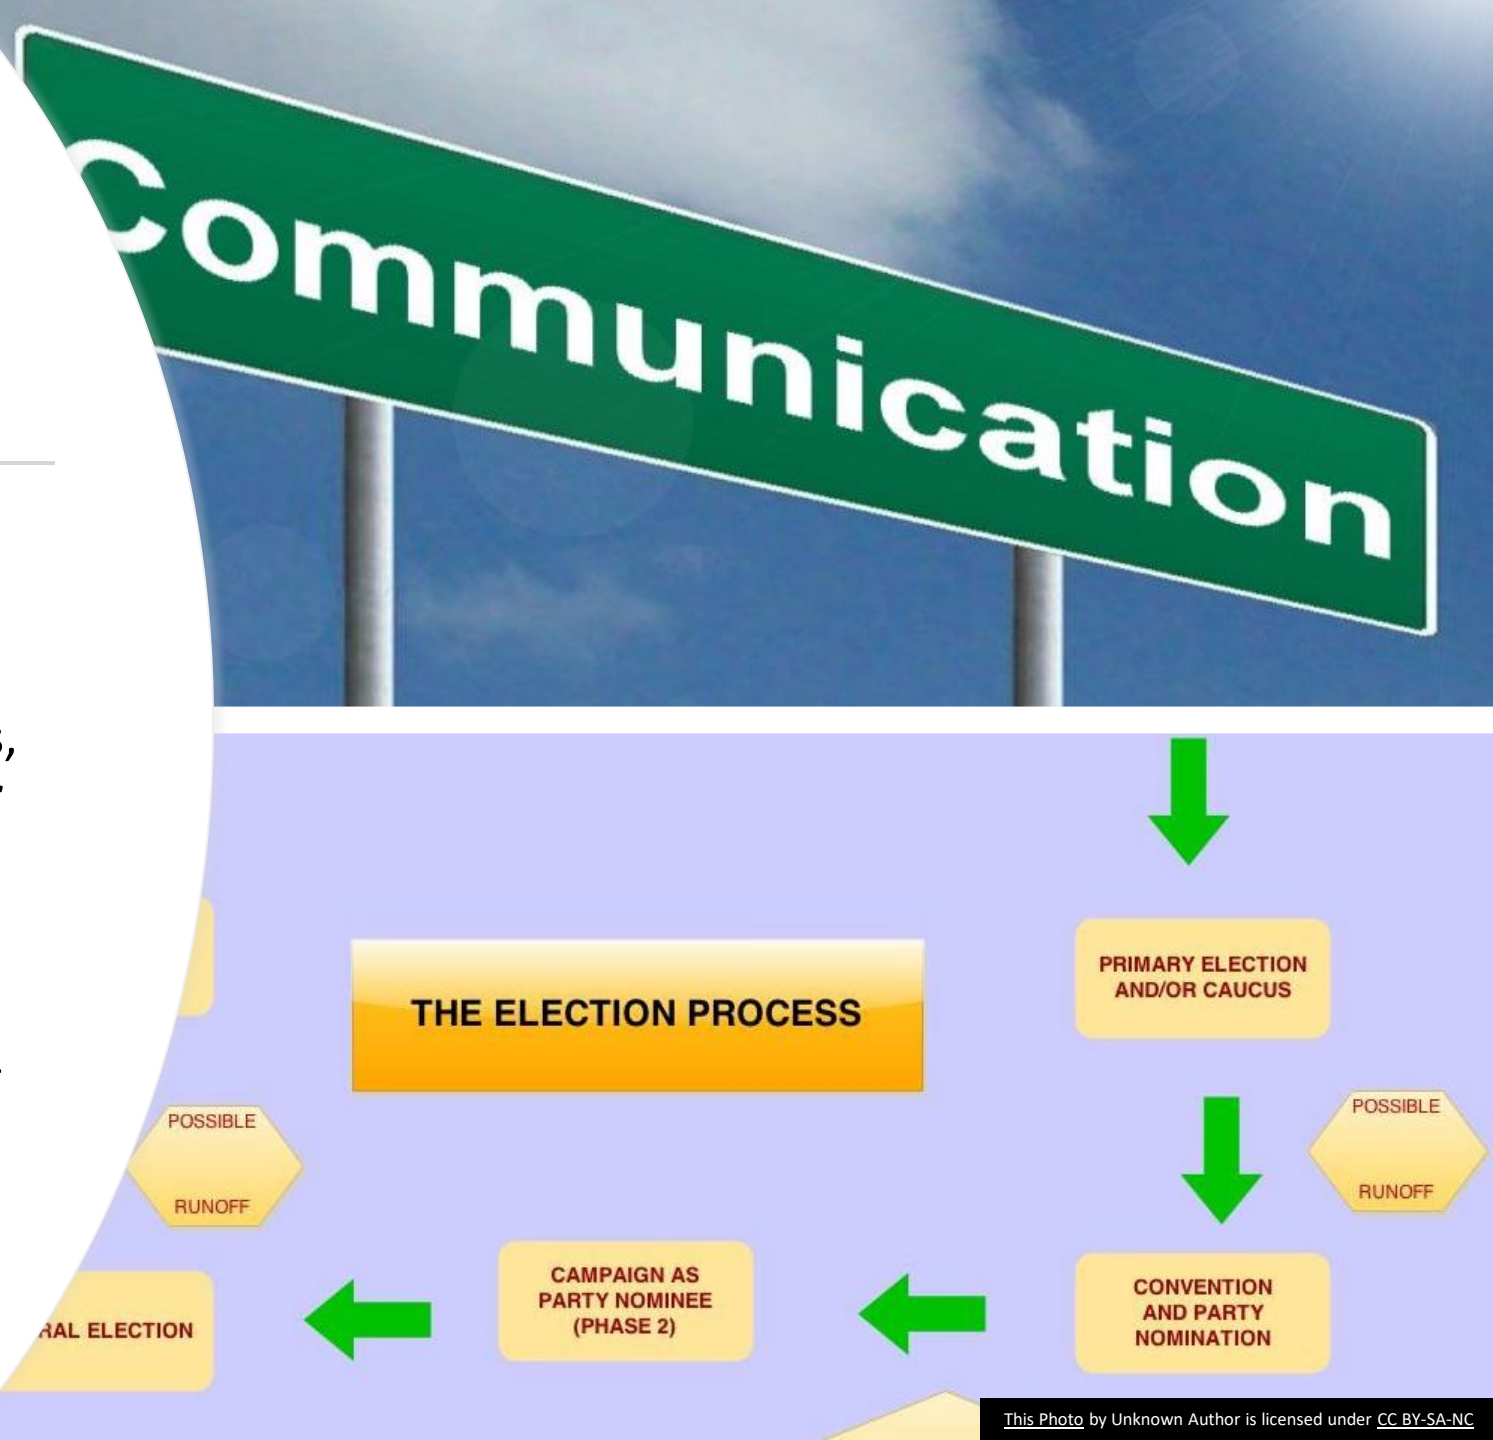 Communication
THE ELECTION PROCESS
PRIMARY ELECTION
AND/OR CAUCUS
POSSIBLE
RUNOFF
POSSIBLE
RUNOFF
CAMPAIGN AS
PARTY NOMINEE
(PHASE 2)
CONVENTION
AND PARTY
NOMINATION
ELECTION
This Photo by Unknown Author is licensed under CC BY-SA-NC